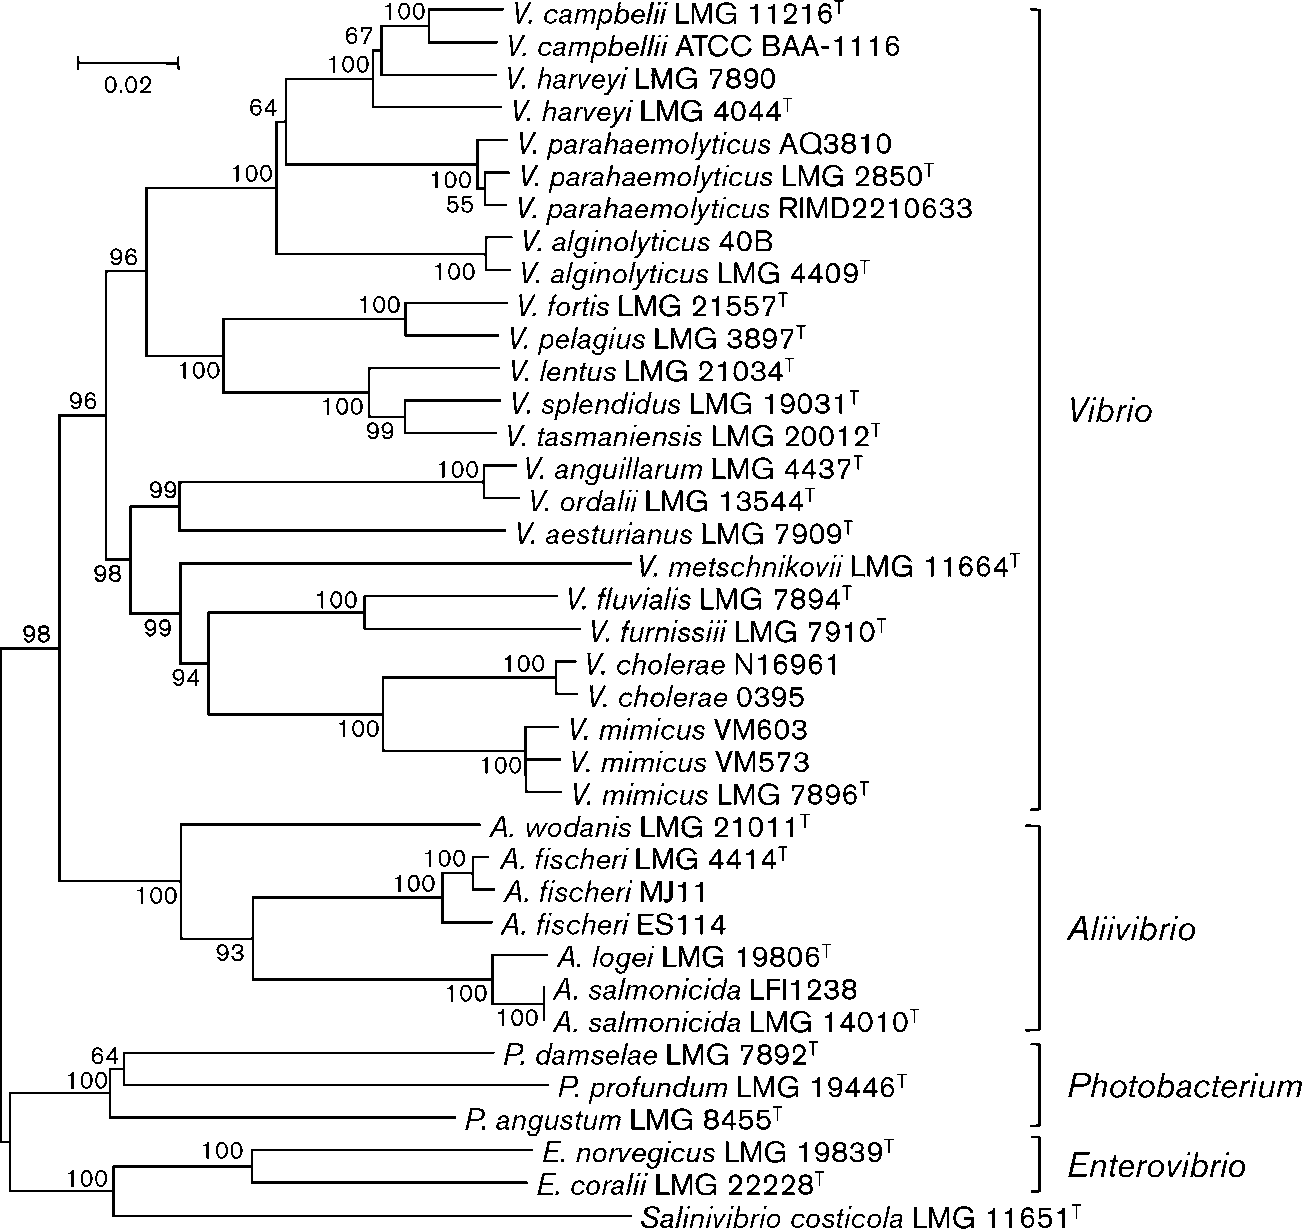 100 V. campbelii LMG 11216T
67 V. campbellii ATCC BAA-1116
0.02 100 V. harveyi LMG 7890
64 V. harveyi LMG 4044T
V. parahaemolyticus AQ3810
100 100 V. parahaemolyticus LMG 2850T
55 V. parahaemolyticus RIMD2210633
96 V. alginolyticus 40B
100 V. alginolyticus LMG 4409T
100 V. fortis LMG 21557T
V. pelagius LMG 3897T
100 V. lentus LMG 21034T
96 100 V. splendidus LMG 19031T
Vibrio
99 V. tasmaniensis LMG 20012T
100 V. anguillarum LMG 4437T
99 V. ordalii LMG 13544T
V. aesturianus LMG 7909T
98 V. metschnikovii LMG 11664T
100 V. fluvialis LMG 7894T
98 99 V. furnissiii LMG 7910T
100 V. cholerae N16961
94 V. cholerae 0395
100 V. mimicus VM603
100 V. mimicus VM573
V. mimicus LMG 7896T
A. wodanis LMG 21011T
100 A. fischeri LMG 4414T
100 100 A. fischeri MJ11
A. fischeri ES114
Aliivibrio
93 A. logei LMG 19806T
100 A. salmonicida LFI1238
100 A. salmonicida LMG 14010T
64 P. damselae LMG 7892T
100 P. profundum LMG 19446T
Photobacterium
P. angustum LMG 8455T
100 E. norvegicus LMG 19839T
Enterovibrio
100 E. coralii LMG 22228T
Salinivibrio costicola LMG 11651T